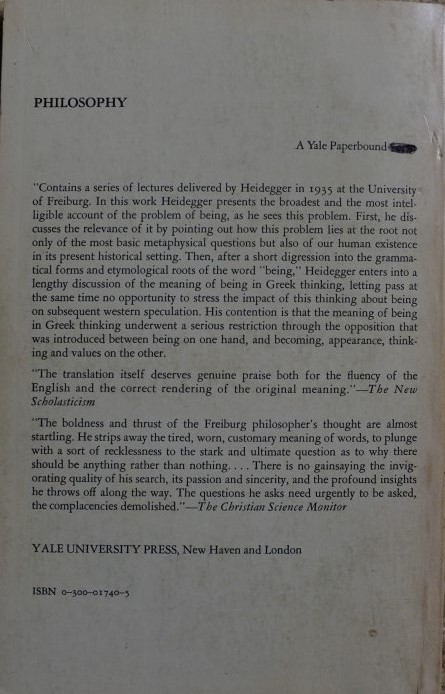 PHILOSOPHY
A Yale Paperbound
"Contains a series of lectures delivered by Heidegger in 1935 at the University
of Freiburg. In this work Heidegger presents the broadest and the most intel-
ligible account of the problem of being, as he sees this problem. First, he dis-
cusses the relevance of it by pointing out how this problem lies at the root not
only of the most basic metaphysical questions but also of our human existence
in its present historical setting. Then, after a short digression into the gramma-
tical forms and etymological roots of the word "being," Heidegger enters into a
lengthy discussion of the meaning of being in Greek thinking, letting pass at
the same time no opportunity to stress the impact of this thinking about being
on subsequent western speculation. His contention is that the meaning of being
in Greek thinking underwent a serious restriction through the opposition that
was introduced between being on one hand, and becoming, appearance, think-
ing and values on the other.
"The translation itself deserves genuine praise both for the fluency of the
English and the correct rendering of the original meaning."—The New
Scholasticism
"The boldness and thrust of the Freiburg philosopher's thought are almost
startling. He strips away the tired, worn, customary meaning of words, to plunge
with a sort of recklessness to the stark and ultimate question as to why there
should be anything rather than nothing. . . . There is no gainsaying the invig-
orating quality of his search, its passion and sincerity, and the profound insights
he throws off along the way. The questions he asks need urgently to be asked,
the complacencies demolished."—The Christian Science Monitor
YALE UNIVERSITY PRESS, New Haven and London
ISBN 0-300-01740-5